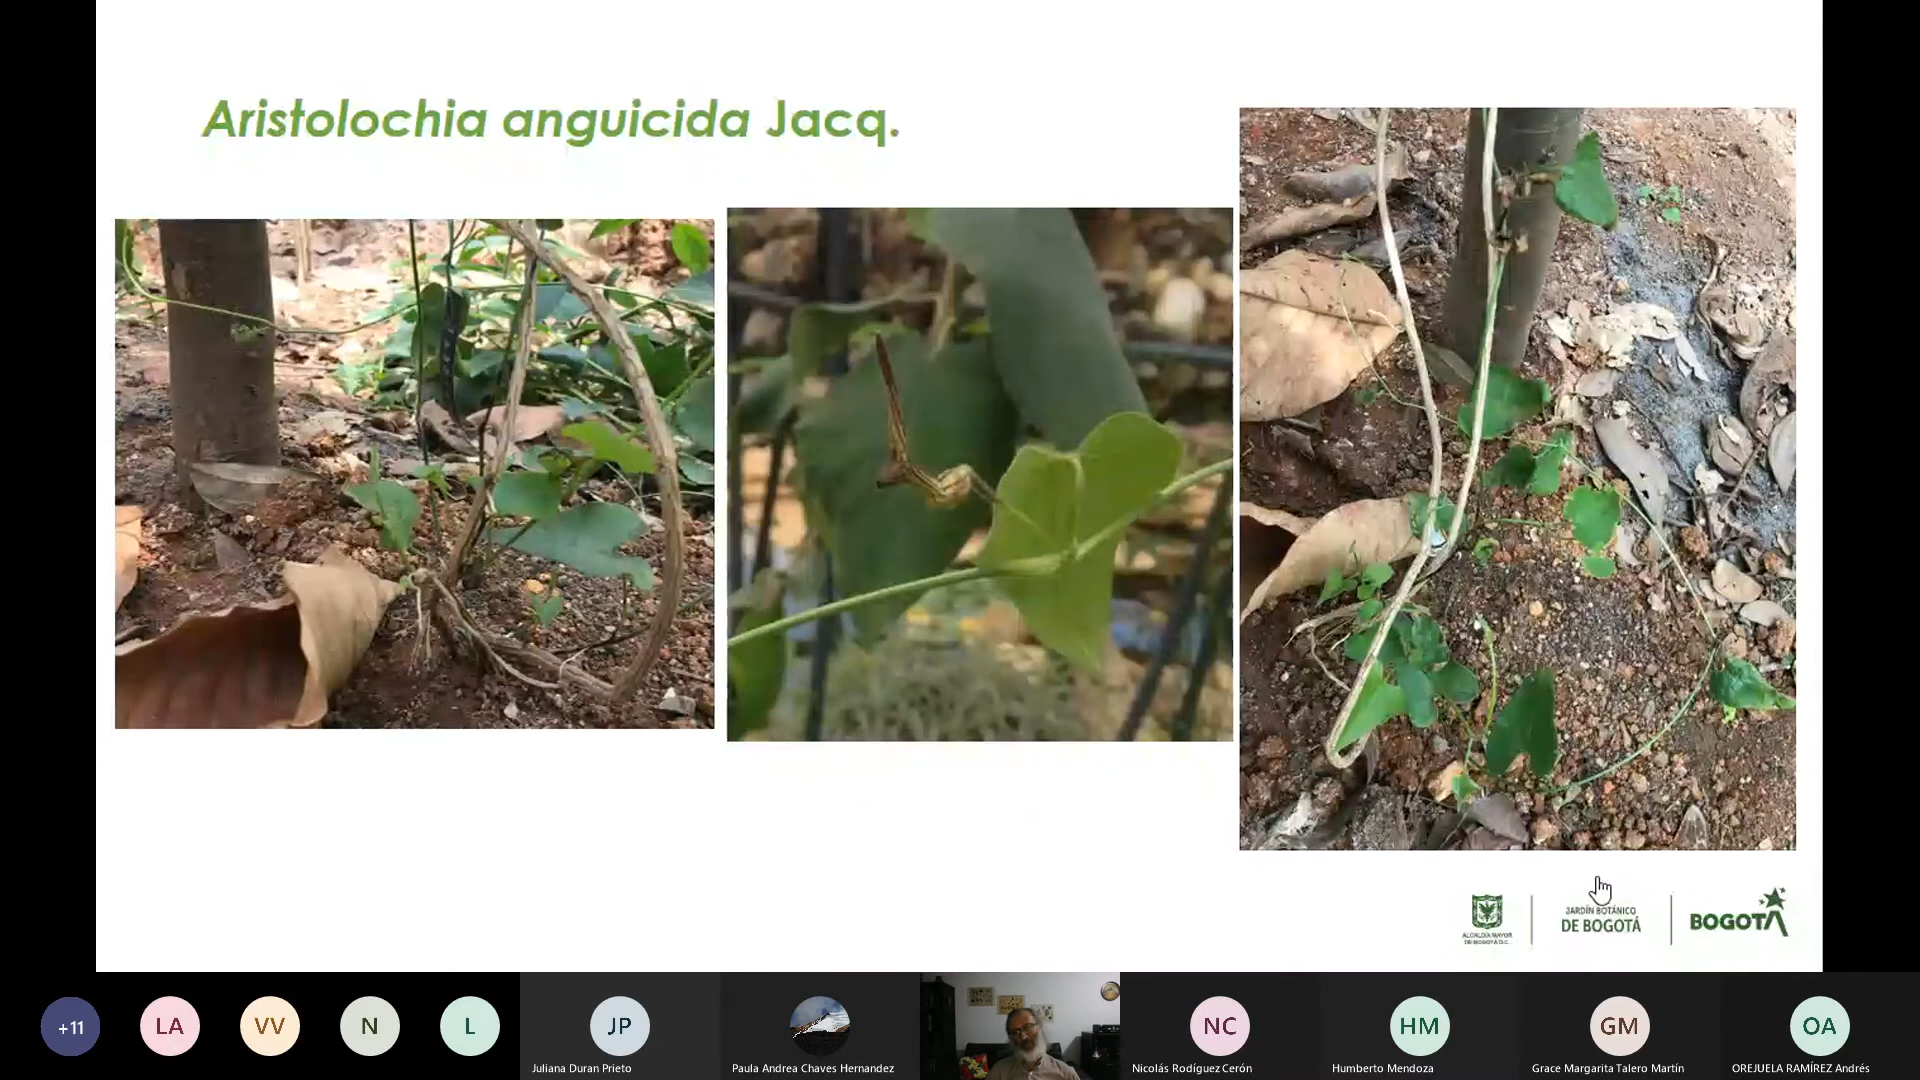 Aristolochia anguicida Jacq.
ALCALDÍA MAYOR
DE BOGOTÁ D.C.
JARDÍN BOTÁNICO
DE BOGOTÁ
BOGOTÁ
+11
LA
VV
N
L
JP
Juliana Duran Prieto
Paula Andrea Chaves Hernandez
NC
Nicolás Rodíguez Cerón
HM
Humberto Mendoza
GM
Grace Margarita Talero Martín
OA
OREJUELA RAMÍREZ Andrés